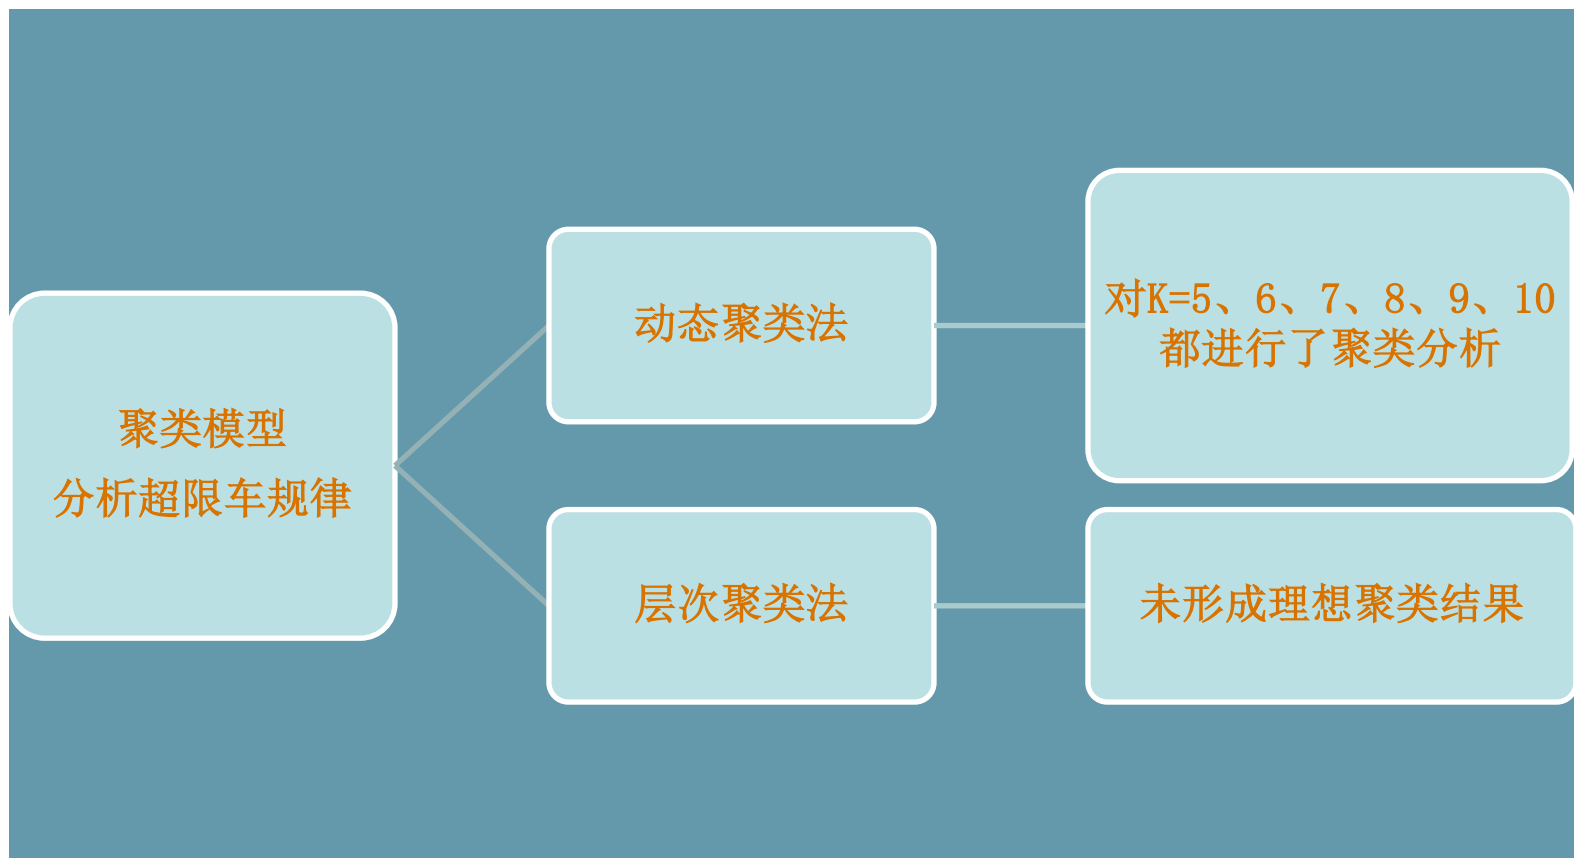 聚类模型
分析超限车规律
动态聚类法
对K=5、6、7、8、9、10
都进行了聚类分析
层次聚类法
未形成理想聚类结果